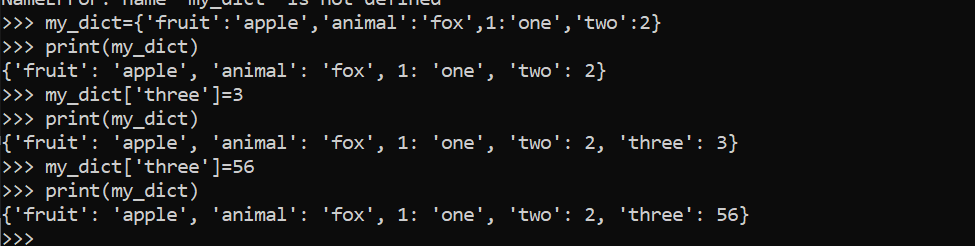 NameError: name 'my_dict' is not defined
>>> my_dict={'fruit':'apple','animal':'fox',1:'one','two':2}
>>> print(my_dict)
{'fruit': 'apple', 'animal': 'fox', 1: 'one', 'two': 2}
>>> my_dict['three']=3
>>> print(my_dict)
{'fruit': 'apple', 'animal': 'fox', 1: 'one', 'two': 2, 'three': 3}
>>> my_dict['three']=56
>>> print(my_dict)
{'fruit': 'apple', 'animal': 'fox', 1: 'one', 'two': 2, 'three': 56}
>>>